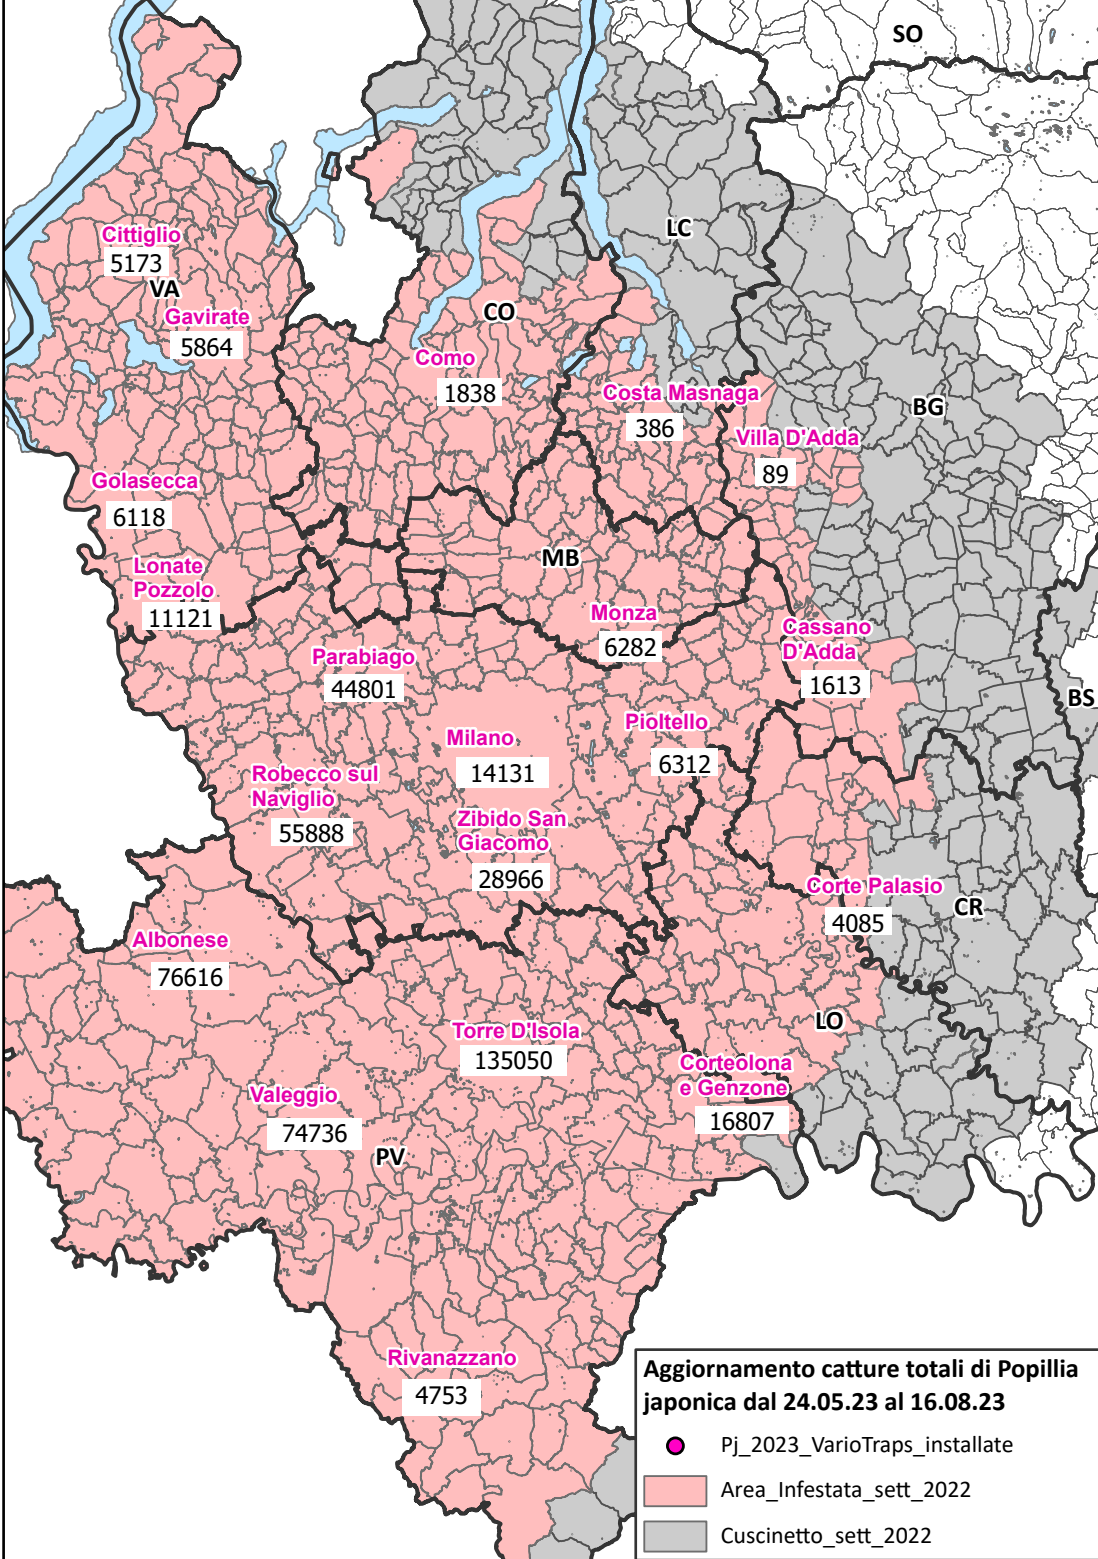 SO
LC
Cittiglio
5173
VA
Gavirate
5864
CO
Como
1838
Costa Masnaga
386
BG
Villa D'Adda
89
Golasecca
6118
MB
Lonate
Pozzolo
11121
Monza
6282
Cassano
D'Adda
1613
Parabiago
44801
BS
Pioltello
6312
Milano
14131
Robecco sul
Naviglio
55888
Zibido San
Giacomo
28966
Corte Palasio
4085
CR
Albonese
76616
LO
Torre D'Isola
135050
Corteolona
e Genzone
16807
Valeggio
74736
PV
Rivanazzano
4753
Aggiornamento catture totali di Popillia
japonica dal 24.05.23 al 16.08.23
Pj_2023_VarioTraps_installate
Area_Infestata_sett_2022
Cuscinetto_sett_2022